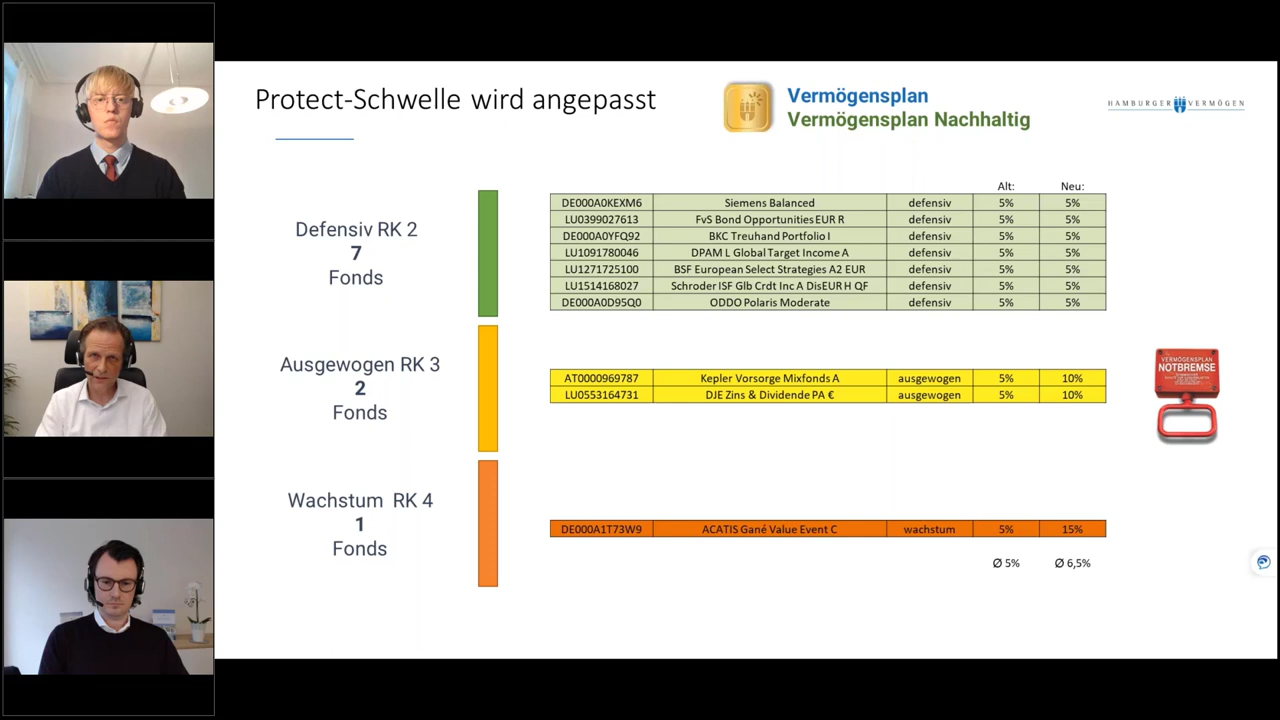 Protect-Schwelle wird angepasst
Vermögensplan
Vermögensplan Nachhaltig
HAMBURGER VERMÖGEN
Alt: Neu:
Defensiv RK 2
7
Fonds
DE000A0KEXM6 Siemens Balanced defensiv 5% 5%
LU0399027613 FvS Bond Opportunities EUR R defensiv 5% 5%
DE000A0YFQ92 BKC Treuhand Portfolio I defensiv 5% 5%
LU1091780046 DPAM L Global Target Income A defensiv 5% 5%
LU1271725100 BSF European Select Strategies A2 EUR defensiv 5% 5%
LU1514168027 Schroder ISF Glb Crdt Inc A DisEUR H QF defensiv 5% 5%
DE000A0D95Q0 ODDO Polaris Moderate defensiv 5% 5%
Ausgewogen RK 3
2
Fonds
AT0000969787 Kepler Vorsorge Mixfonds A ausgewogen 5% 10%
LU0553164731 DJE Zins & Dividende PA € ausgewogen 5% 10%
VERMÖGENSPLAN
NOTBREMSE
Wachstum RK 4
1
Fonds
DE000A1T73W9 ACATIS Gané Value Event C wachstum 5% 15%
Ø 5% Ø 6,5%